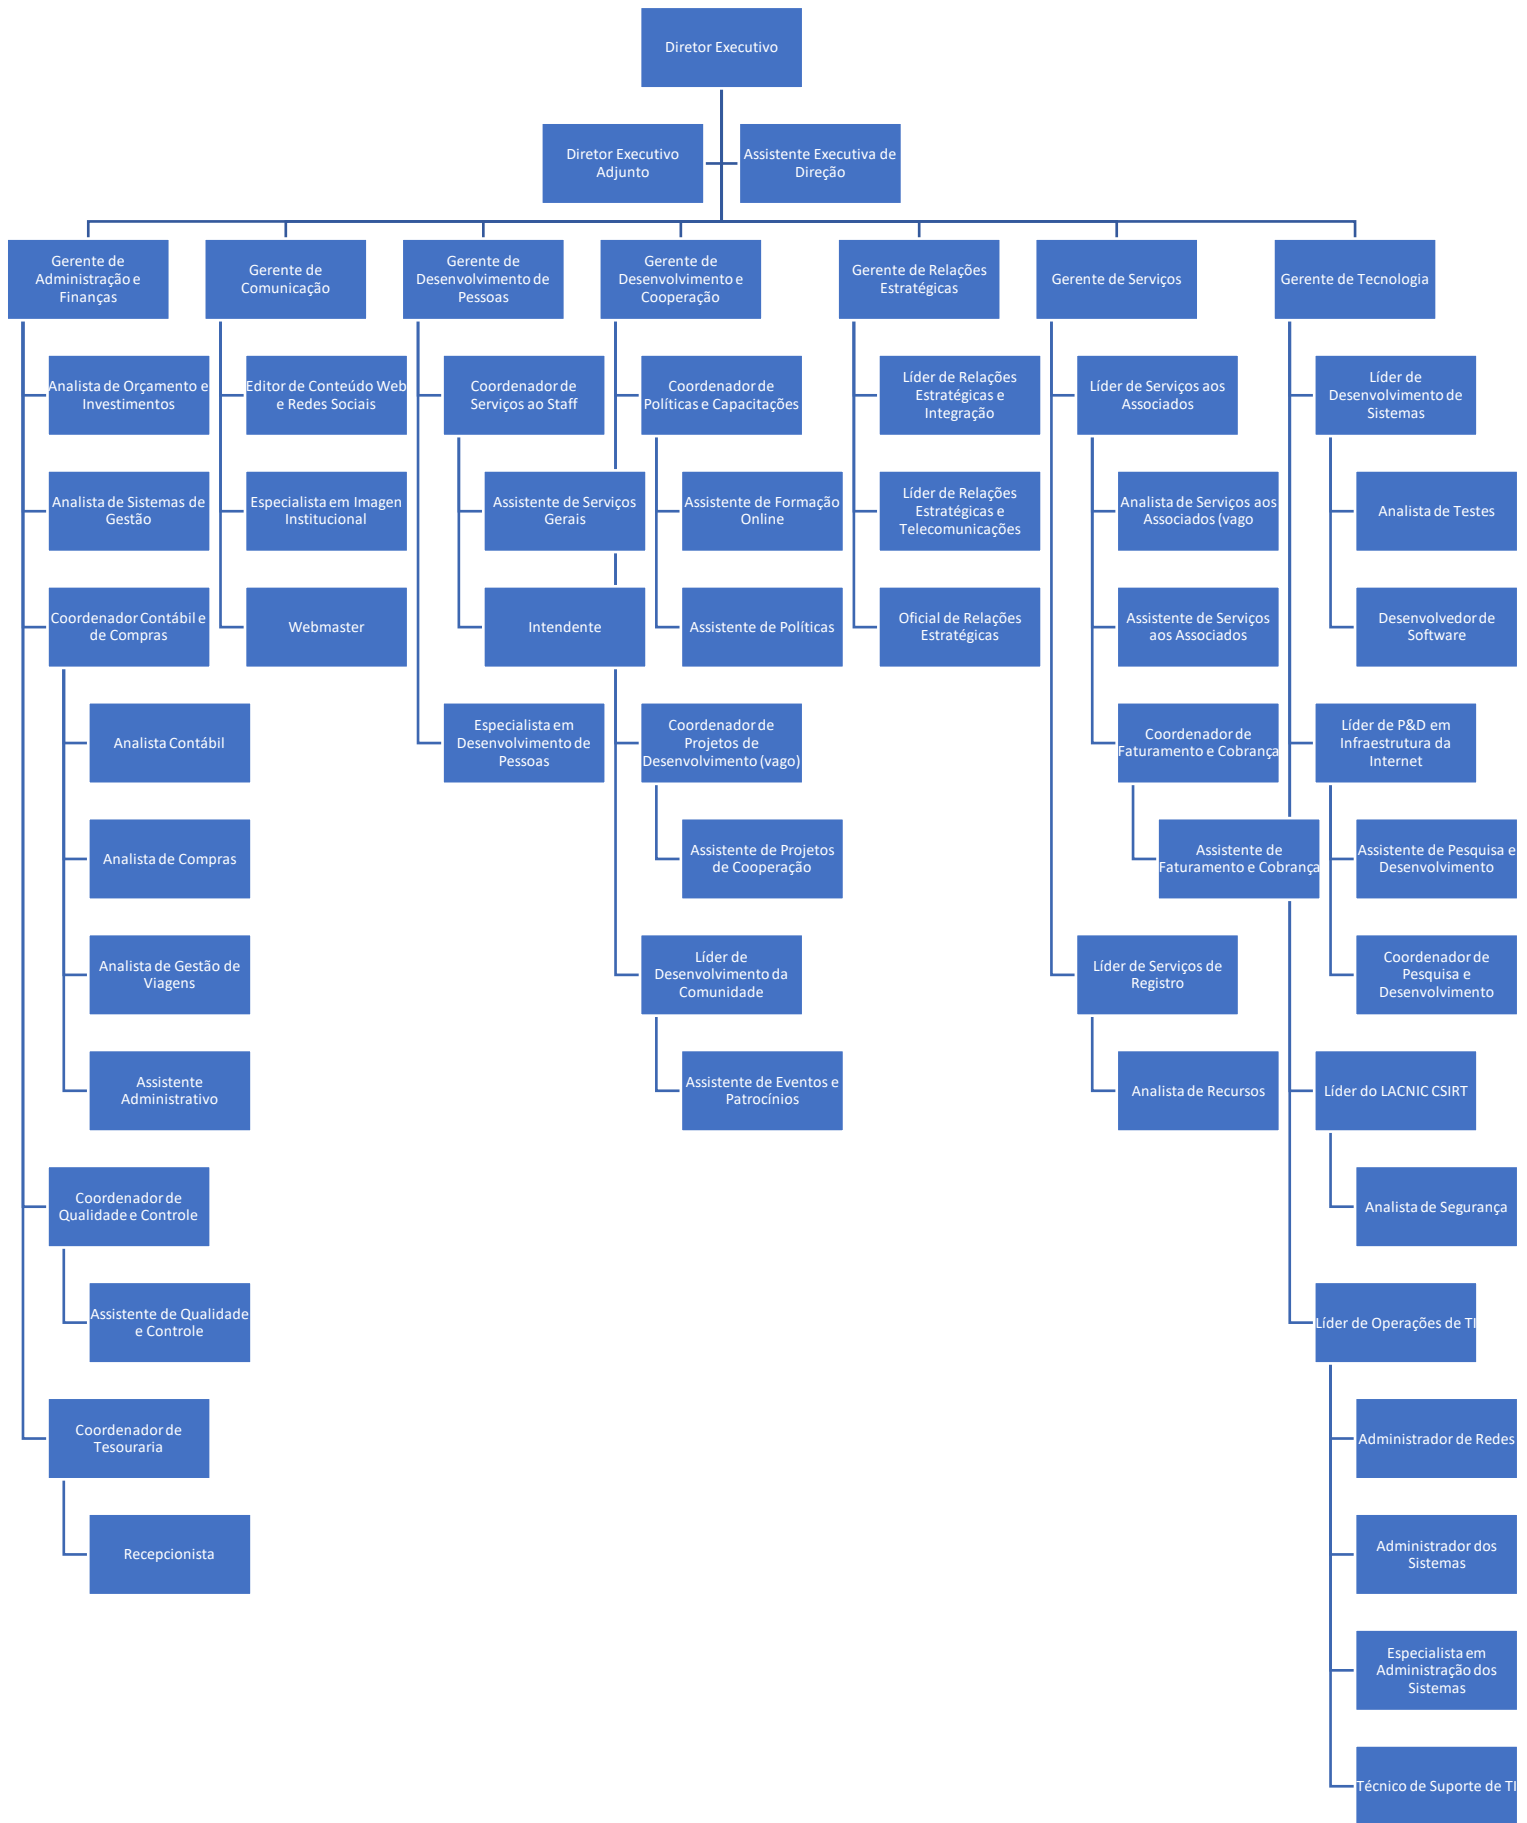 Diretor Executivo
Diretor Executivo
Adjunto
Assistente Executiva de
Direção
Gerente de
Administração e
Finanças
Analista de Orçamento e
Investimentos
Analista de Sistemas de
Gestão
Coordenador Contábil e
de Compras
Analista Contábil
Analista de Compras
Analista de Gestão de
Viagens
Assistente
Administrativo
Coordenador de
Qualidade e Controle
Assistente de Qualidade
e Controle
Coordenador de
Tesouraria
Recepcionista
Gerente de
Comunicação
Editor de Conteúdo Web
e Redes Sociais
Especialista em Imagen
Institucional
Webmaster
Gerente de
Desenvolvimento de
Pessoas
Coordenador de
Serviços ao Staff
Assistente de Serviços
Gerais
Intendente
Especialista em
Desenvolvimento de
Pessoas
Gerente de
Desenvolvimento e
Cooperação
Coordenador de
Políticas e Capacitações
Assistente de Formação
Online
Assistente de Políticas
Coordenador de
Projetos de
Desenvolvimento (vago)
Assistente de Projetos
de Cooperação
Líder de
Desenvolvimento da
Comunidade
Assistente de Eventos e
Patrocínios
Gerente de Relações
Estratégicas
Líder de Relações
Estratégicas e
Integração
Líder de Relações
Estratégicas e
Telecomunicações
Oficial de Relações
Estratégicas
Gerente de Serviços
Líder de Serviços aos
Associados
Analista de Serviços aos
Associados (vago
Assistente de Serviços
aos Associados
Coordenador de
Faturamento e Cobrança
Assistente de
Faturamento e Cobrança
Líder de Serviços de
Registro
Analista de Recursos
Gerente de Tecnologia
Líder de
Desenvolvimento de
Sistemas
Analista de Testes
Desenvolvedor de
Software
Líder de P&D em
Infraestrutura da
Internet
Assistente de Pesquisa e
Desenvolvimento
Coordenador de
Pesquisa e
Desenvolvimento
Líder do LACNIC CSIRT
Analista de Segurança
Líder de Operações de TI
Administrador de Redes
Administrador dos
Sistemas
Especialista em
Administração dos
Sistemas
Técnico de Suporte de TI